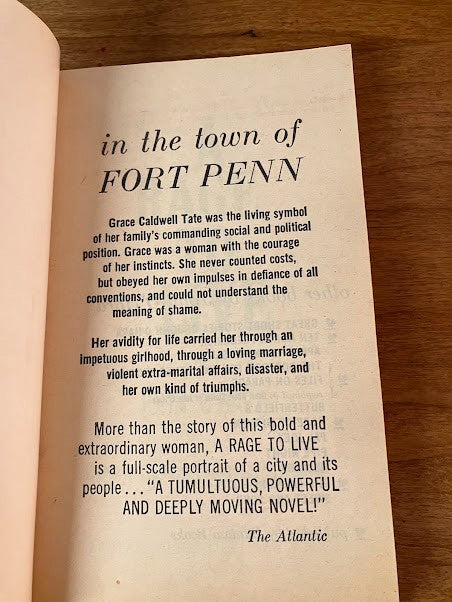 in the town of
FORT PENN
Grace Caldwell Tate was the living symbol
of her family's commanding social and political
position. Grace was a woman with the courage
of her instincts. She never counted costs,
but obeyed her own impulses in defiance of all
conventions, and could not understand the
meaning of shame.
Her avidity for life carried her through an
impetuous girlhood, through a loving marriage,
violent extra-marital affairs, disaster, and
her own kind of triumphs.
More than the story of this bold and
extraordinary woman, A RAGE TO LIVE
is a full-scale portrait of a city and its
people... "A TUMULTUOUS, POWERFUL
AND DEEPLY MOVING NOVEL!"
The Atlantic